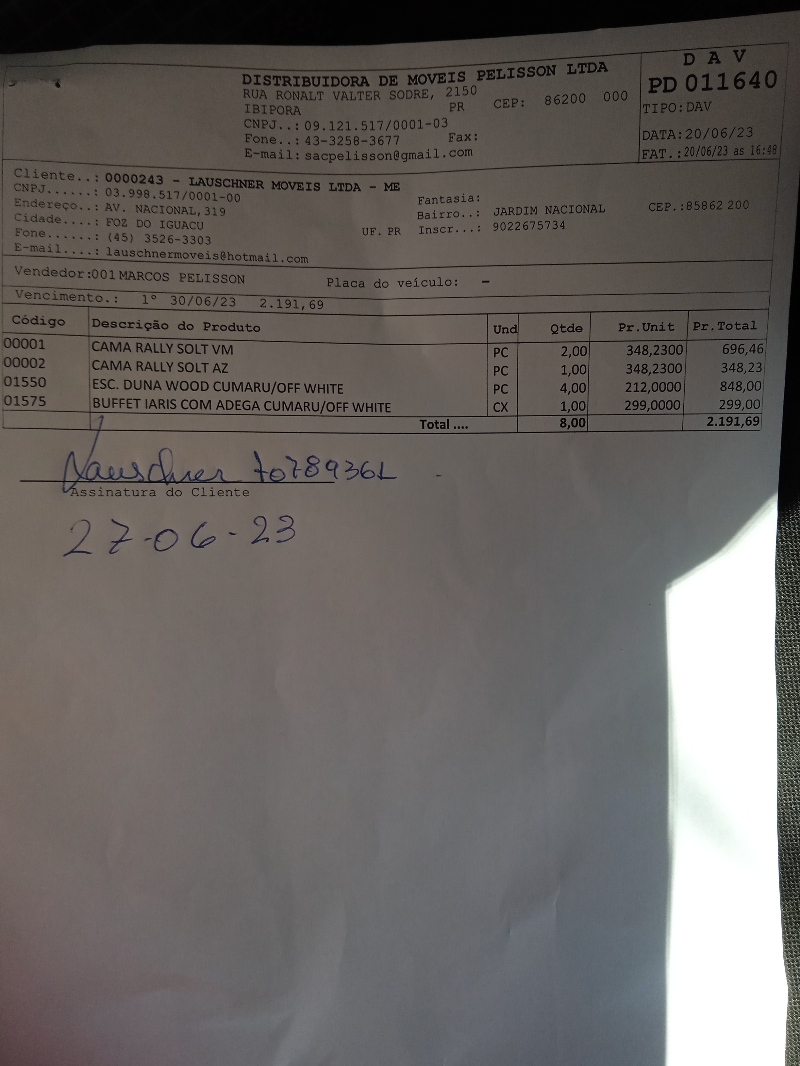 DISTRIBUIDORA DE MOVEIS PELISSON LTDA
RUA RONALT VALTER SODRE, 2150
IBIPORA PR CEP: 86200 000
CNPJ..: 09.121.517/0001-03
Fone..: 43-3258-3677 Fax:
E-mail: sacpelisson@gmail.com
D A V
PD 011640
TIPO: DAV
DATA: 20/06/23
FAT.: 20/06/23 as 16:48
Cliente..: 0000243 - LAUSCHNER MOVEIS LTDA - ME
CNPJ......: 03.998.517/0001-00 Fantasia:
Endereço..: AV. NACIONAL,319 Bairro..: JARDIM NACIONAL CEP.:85862 200
Cidade....: FOZ DO IGUACU UF. PR Inscr...: 9022675734
Fone......: (45) 3526-3303
E-mail....: lauschnermoveis@hotmail.com
Vendedor:001 MARCOS PELISSON Placa do veículo: -
Vencimento.: 1° 30/06/23 2.191,69
Código Descrição do Produto Und Qtde Pr.Unit Pr.Total
00001 CAMA RALLY SOLT VM PC 2,00 348,2300 696,46
00002 CAMA RALLY SOLT AZ PC 1,00 348,2300 348,23
01550 ESC. DUNA WOOD CUMARU/OFF WHITE PC 4,00 212,0000 848,00
01575 BUFFET IARIS COM ADEGA CUMARU/OFF WHITE CX 1,00 299,0000 299,00
Total .... 8,00 2.191,69
Lauschner 70789361
Assinatura do Cliente
27-06-23